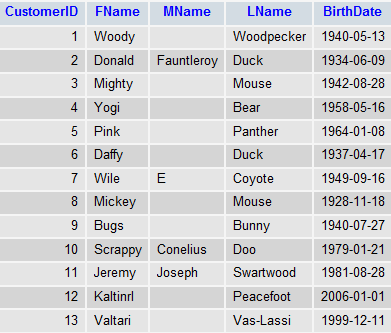 CustomerID FName MName LName BirthDate
1 Woody Woodpecker 1940-05-13
2 Donald Fauntleroy Duck 1934-06-09
3 Mighty Mouse 1942-08-28
4 Yogi Bear 1958-05-16
5 Pink Panther 1964-01-08
6 Daffy Duck 1937-04-17
7 Wile E Coyote 1949-09-16
8 Mickey Mouse 1928-11-18
9 Bugs Bunny 1940-07-27
10 Scrappy Conelius Doo 1979-01-21
11 Jeremy Joseph Swartwood 1981-08-28
12 Kaltinrl Peacefoot 2006-01-01
13 Valtari Vas-Lassi 1999-12-11